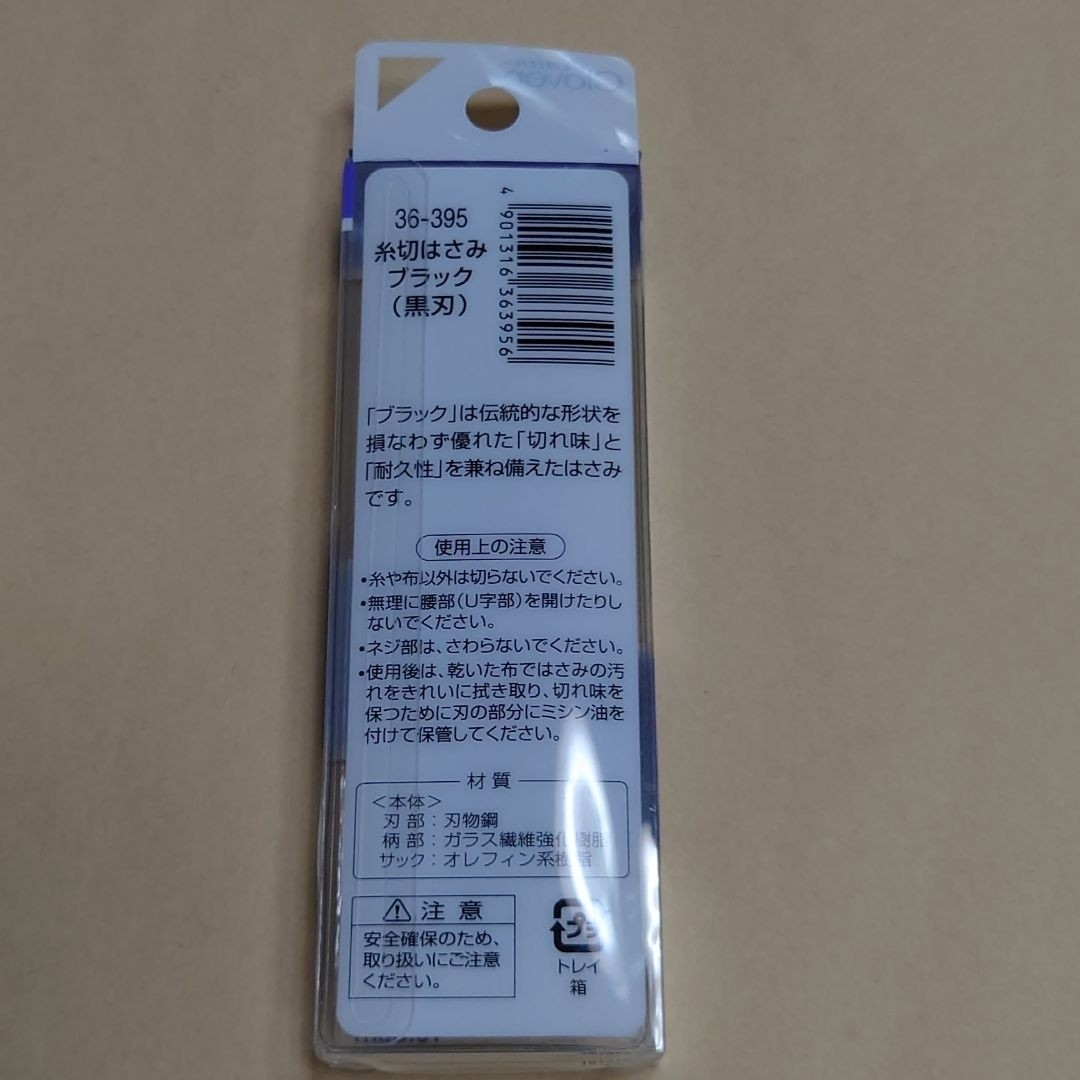 Clover
36-395
糸切はさみ
ブラック
(黒刃)
4 901316 363956
「ブラック」は伝統的な形状を
損なわず優れた「切れ味」と
「耐久性」を兼ね備えたはさみ
です。
使用上の注意
•糸や布以外は切らないでください。
•無理に腰部(U字部)を開けたりし
ないでください。
•ネジ部は、さわらないでください。
•使用後は、乾いた布ではさみの汚
れをきれいに拭き取り、切れ味を
保つために刃の部分にミシン油を
付けて保管してください。
材質
<本体>
刃部:刃物鋼
柄部:ガラス繊維強化樹脂
サック:オレフィン系樹脂
注意
安全確保のため、
取り扱いにご注意
ください。
プラ
トレイ
箱